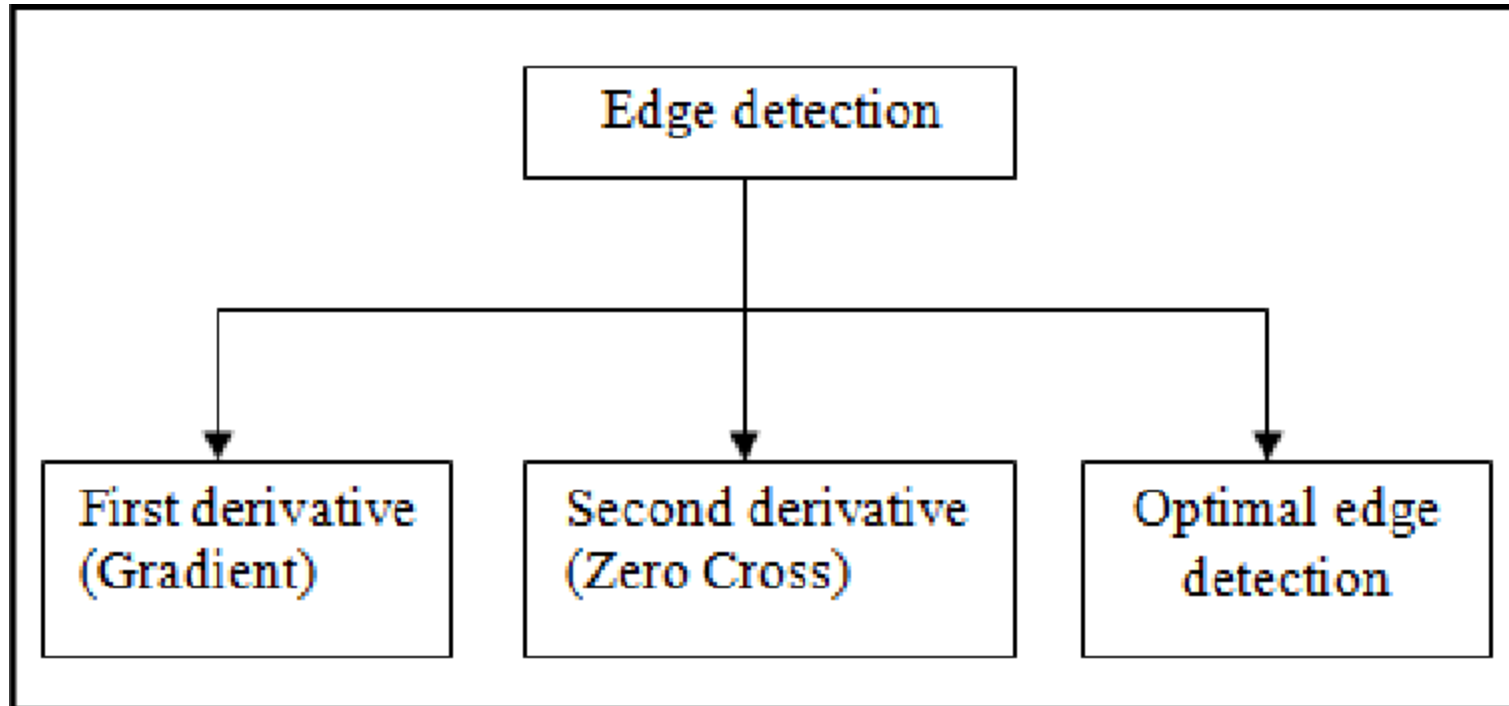 Edge detection
First derivative
(Gradient)
Second derivative
(Zero Cross)
Optimal edge
detection